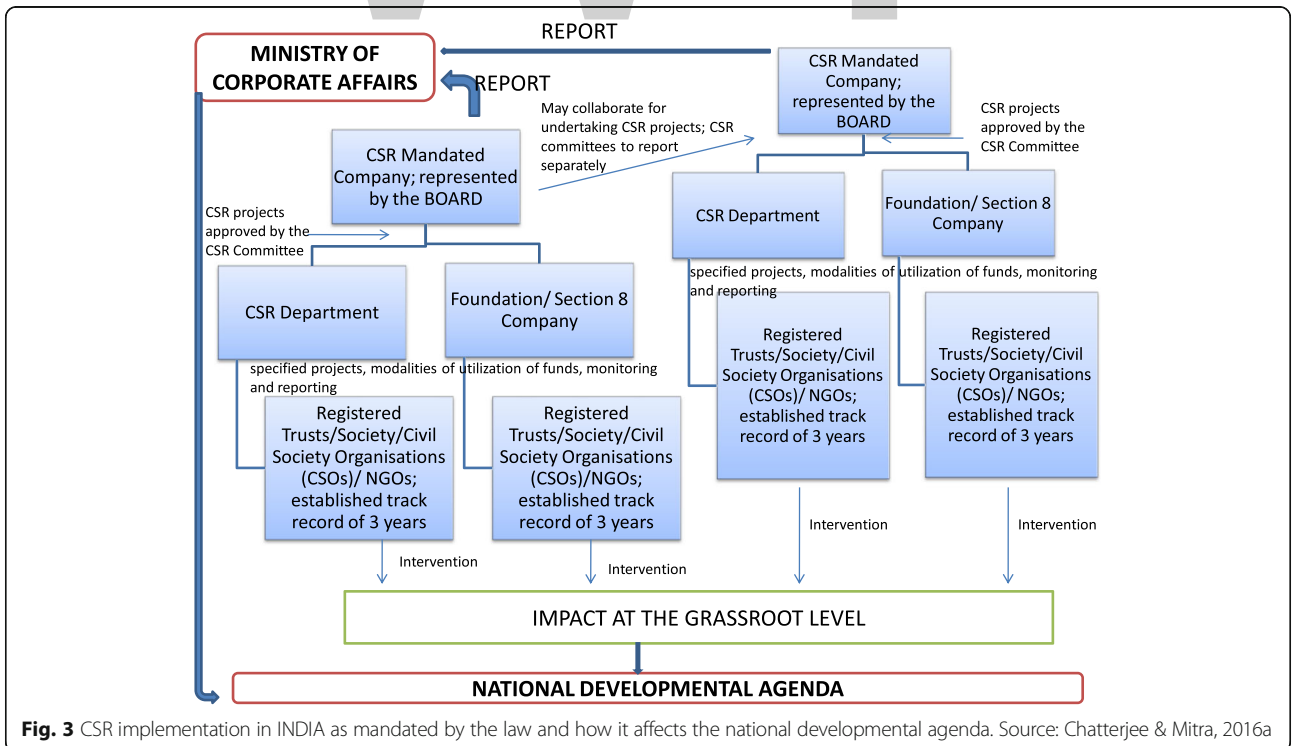 REPORT
MINISTRY OF
CORPORATE AFFAIRS
REPORT
CSR Mandated
Company;
represented by the
BOARD
May collaborate for
undertaking CSR projects; CSR
committees to report
separately
CSR projects
approved by the
CSR Committee
CSR Mandated
Company; represented
by the BOARD
CSR Department
Foundation/ Section 8
Company
CSR projects
approved by the
CSR Committee
specified projects, modalities of utilization of funds, monitoring
and reporting
CSR Department
Foundation/ Section 8
Company
Registered
Trusts/Society/Civil
Society Organisations
(CSOs)/ NGOs;
established track
record of 3 years
Registered
Trusts/Society/Civil
Society Organisations
(CSOs)/ NGOs;
established track
record of 3 years
specified projects, modalities of utilization of funds, monitoring
and reporting
Registered
Trusts/Society/Civil
Society Organisations
(CSOs)/ NGOs;
established track
record of 3 years
Registered
Trusts/Society/Civil
Society Organisations
(CSOs)/NGOs;
established track
record of 3 years
Intervention
Intervention
Intervention
Intervention
IMPACT AT THE GRASSROOT LEVEL
NATIONAL DEVELOPMENTAL AGENDA
Fig. 3 CSR implementation in INDIA as mandated by the law and how it affects the national developmental agenda. Source: Chatterjee & Mitra, 2016a